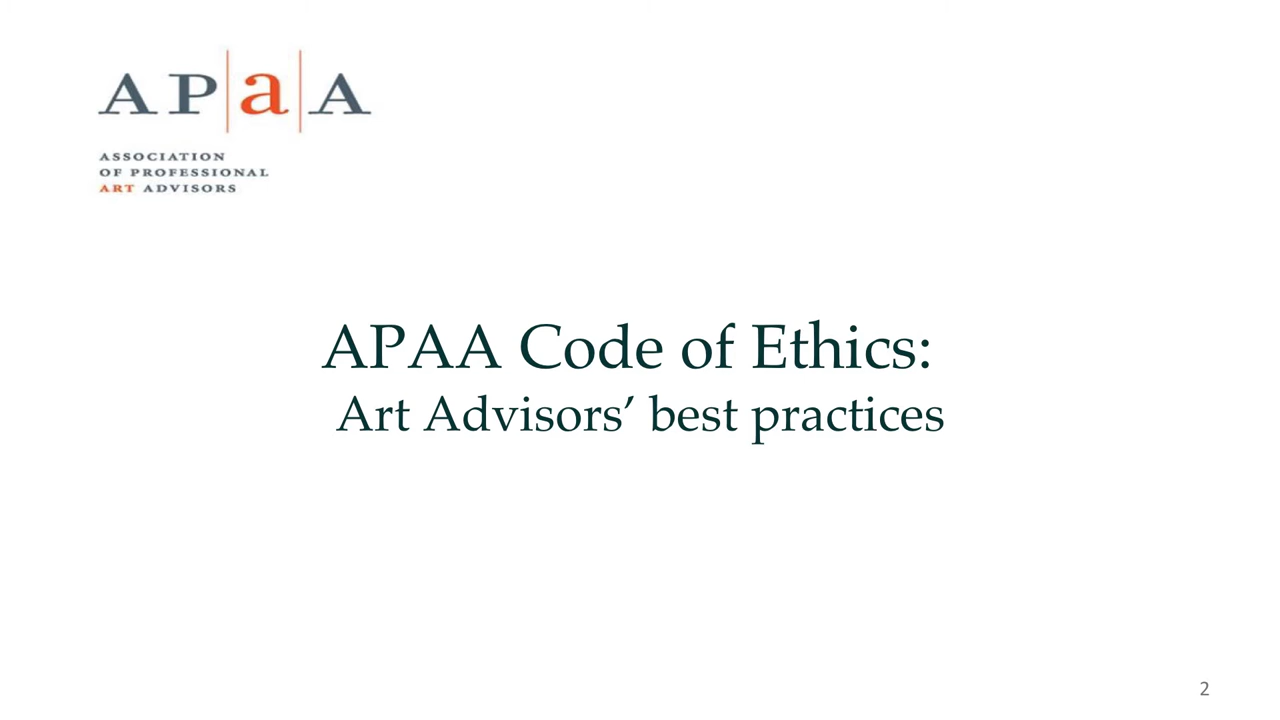 APaA
ASSOCIATION
OF PROFESSIONAL
ART ADVISORS
APAA Code of Ethics:
Art Advisors’ best practices
2